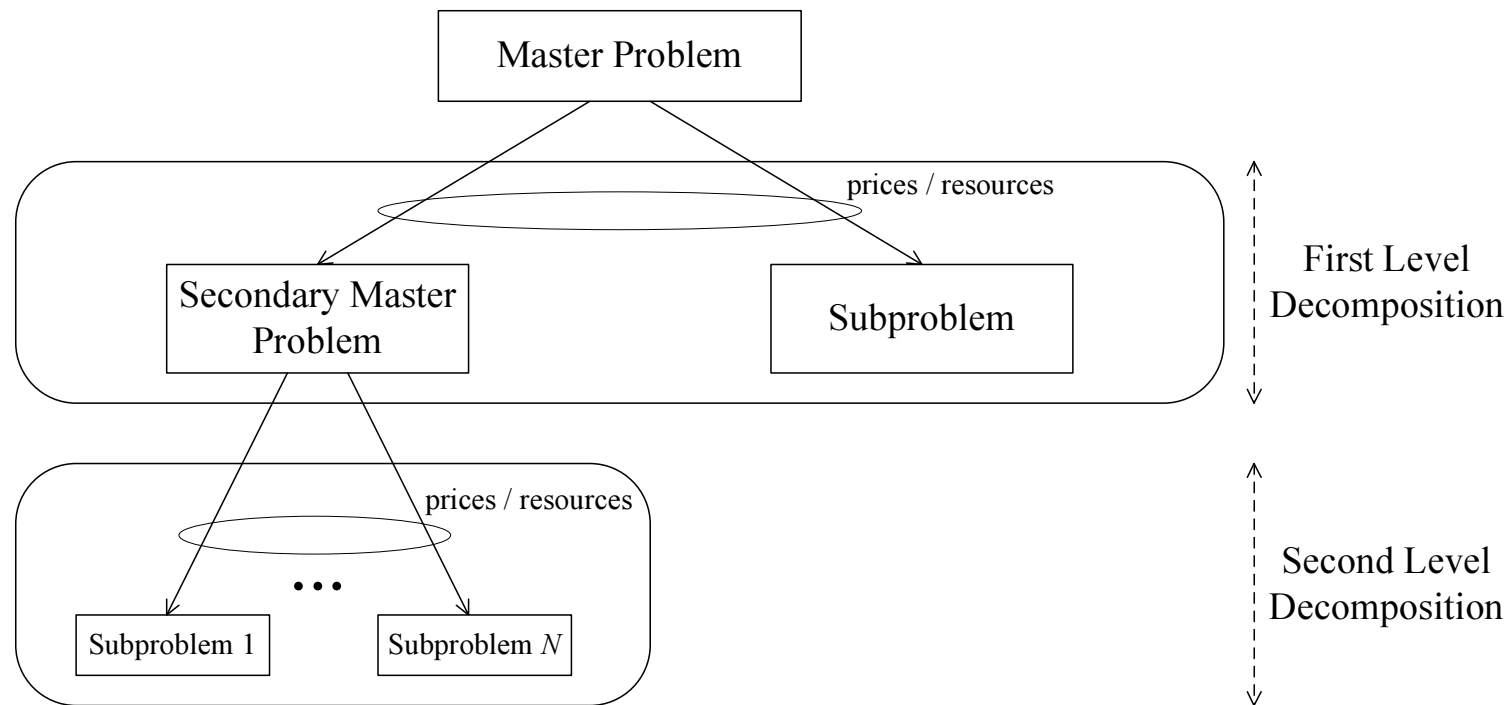 Master Problem
prices / resources
Secondary Master
Problem
Subproblem
First Level
Decomposition
prices / resources
Subproblem 1
Subproblem N
Second Level
Decomposition